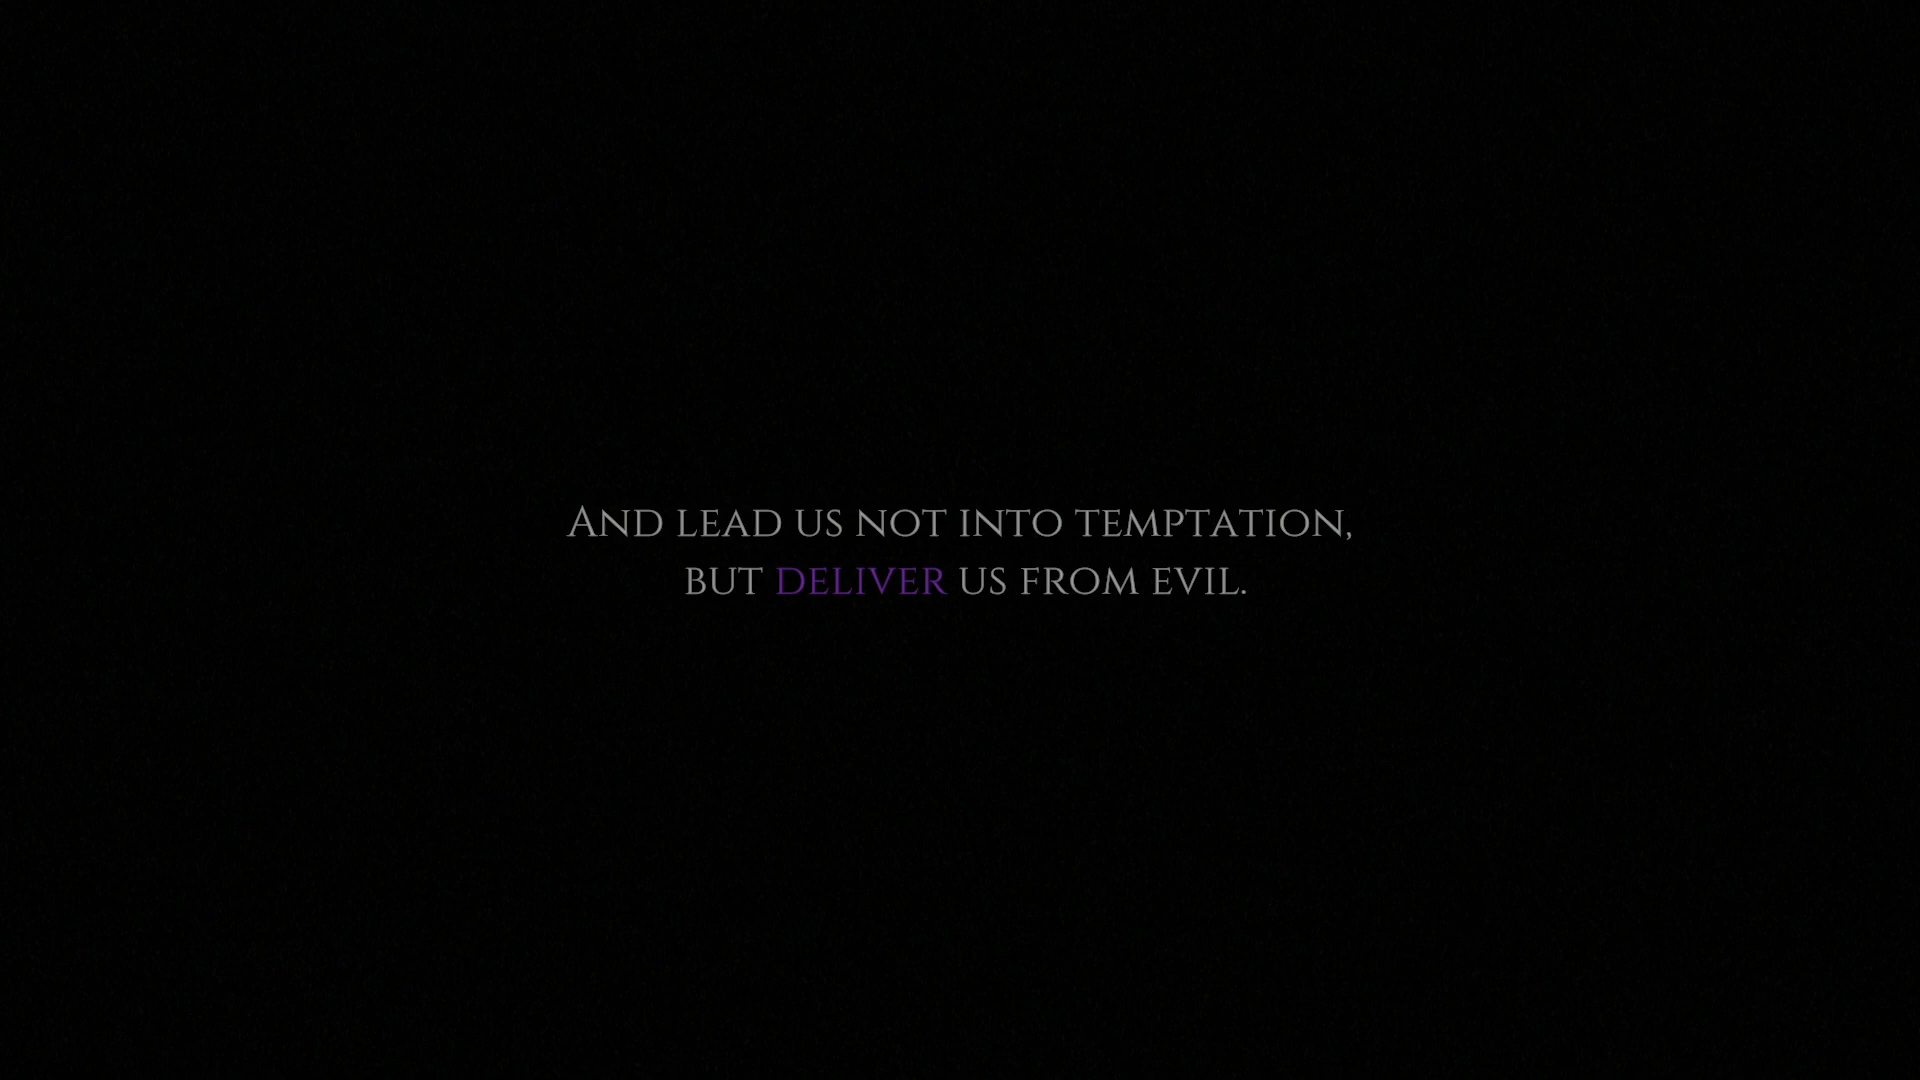 And lead us not into temptation,
but deliver us from evil.